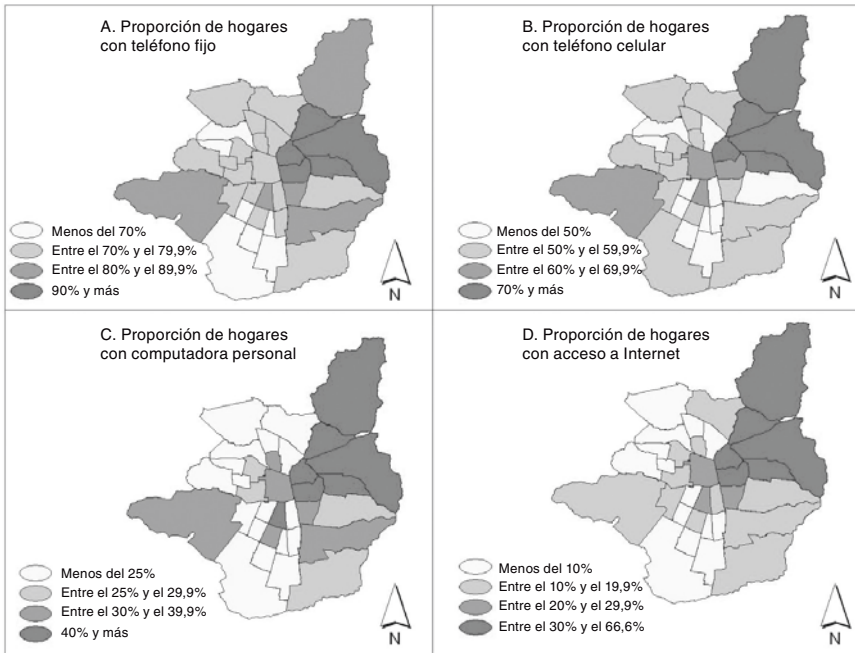 A. Proporción de hogares
con teléfono fijo
Menos del 70%
Entre el 70% y el 79,9%
Entre el 80% y el 89,9%
90% y más
N
B. Proporción de hogares
con teléfono celular
Menos del 50%
Entre el 50% y el 59,9%
Entre el 60% y el 69,9%
70% y más
N
C. Proporción de hogares
con computadora personal
Menos del 25%
Entre el 25% y el 29,9%
Entre el 30% y el 39,9%
40% y más
N
D. Proporción de hogares
con acceso a Internet
Menos del 10%
Entre el 10% y el 19,9%
Entre el 20% y el 29,9%
Entre el 30% y el 66,6%
N